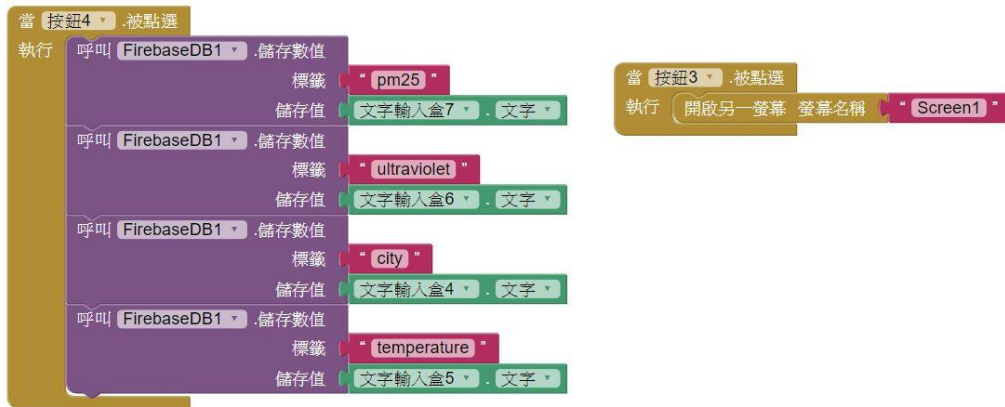 當 按鈕4 .被點選
執行 呼叫 FirebaseDB1 .儲存數值
標籤 " pm25 "
儲存值 文字輸入盒7 . 文字
呼叫 FirebaseDB1 .儲存數值
標籤 " ultraviolet "
儲存值 文字輸入盒6 . 文字
呼叫 FirebaseDB1 .儲存數值
標籤 " city "
儲存值 文字輸入盒4 . 文字
呼叫 FirebaseDB1 .儲存數值
標籤 " temperature "
儲存值 文字輸入盒5 . 文字
當 按鈕3 .被點選
執行 開啟另一螢幕 螢幕名稱 " Screen1 "